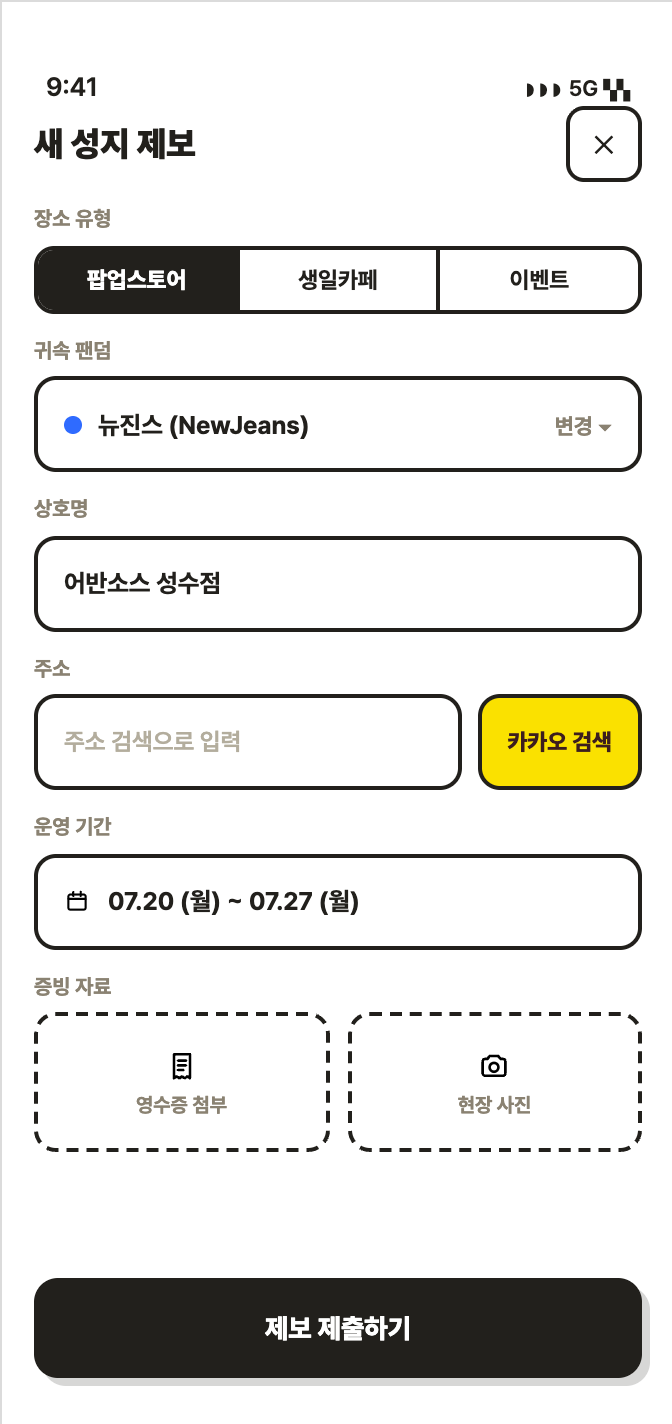 9:41
5G
새 성지 제보
장소 유형
팝업스토어 생일카페 이벤트
귀속 팬덤
뉴진스 (NewJeans) 변경
상호명
어반소스 성수점
주소
주소 검색으로 입력 카카오 검색
운영 기간
07.20 (월) ~ 07.27 (월)
증빙 자료
영수증 첨부 현장 사진
제보 제출하기